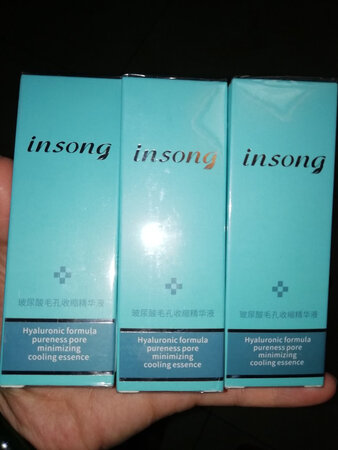 insong
玻尿酸毛孔收缩精华液
Hyaluronic formula
pureness pore
minimizing
cooling essence
insong
玻尿酸毛孔收缩精华液
Hyaluronic formula
pureness pore
minimizing
cooling essence
insong
玻尿酸毛孔收缩精华液
Hyaluronic formula
pureness pore
minimizing
cooling essence